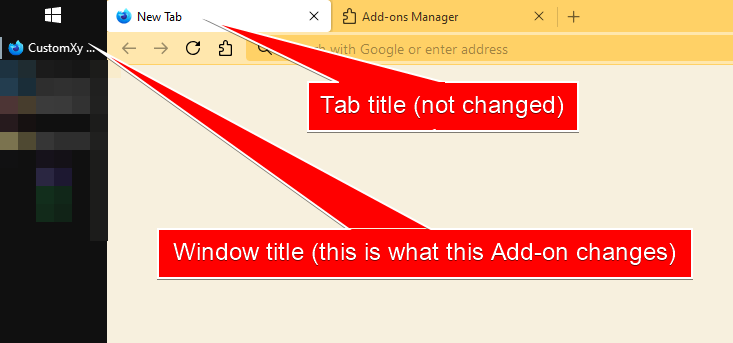 New Tab
Add-ons Manager
CustomXy ...
with Google or enter address
Tab title (not changed)
Window title (this is what this Add-on changes)